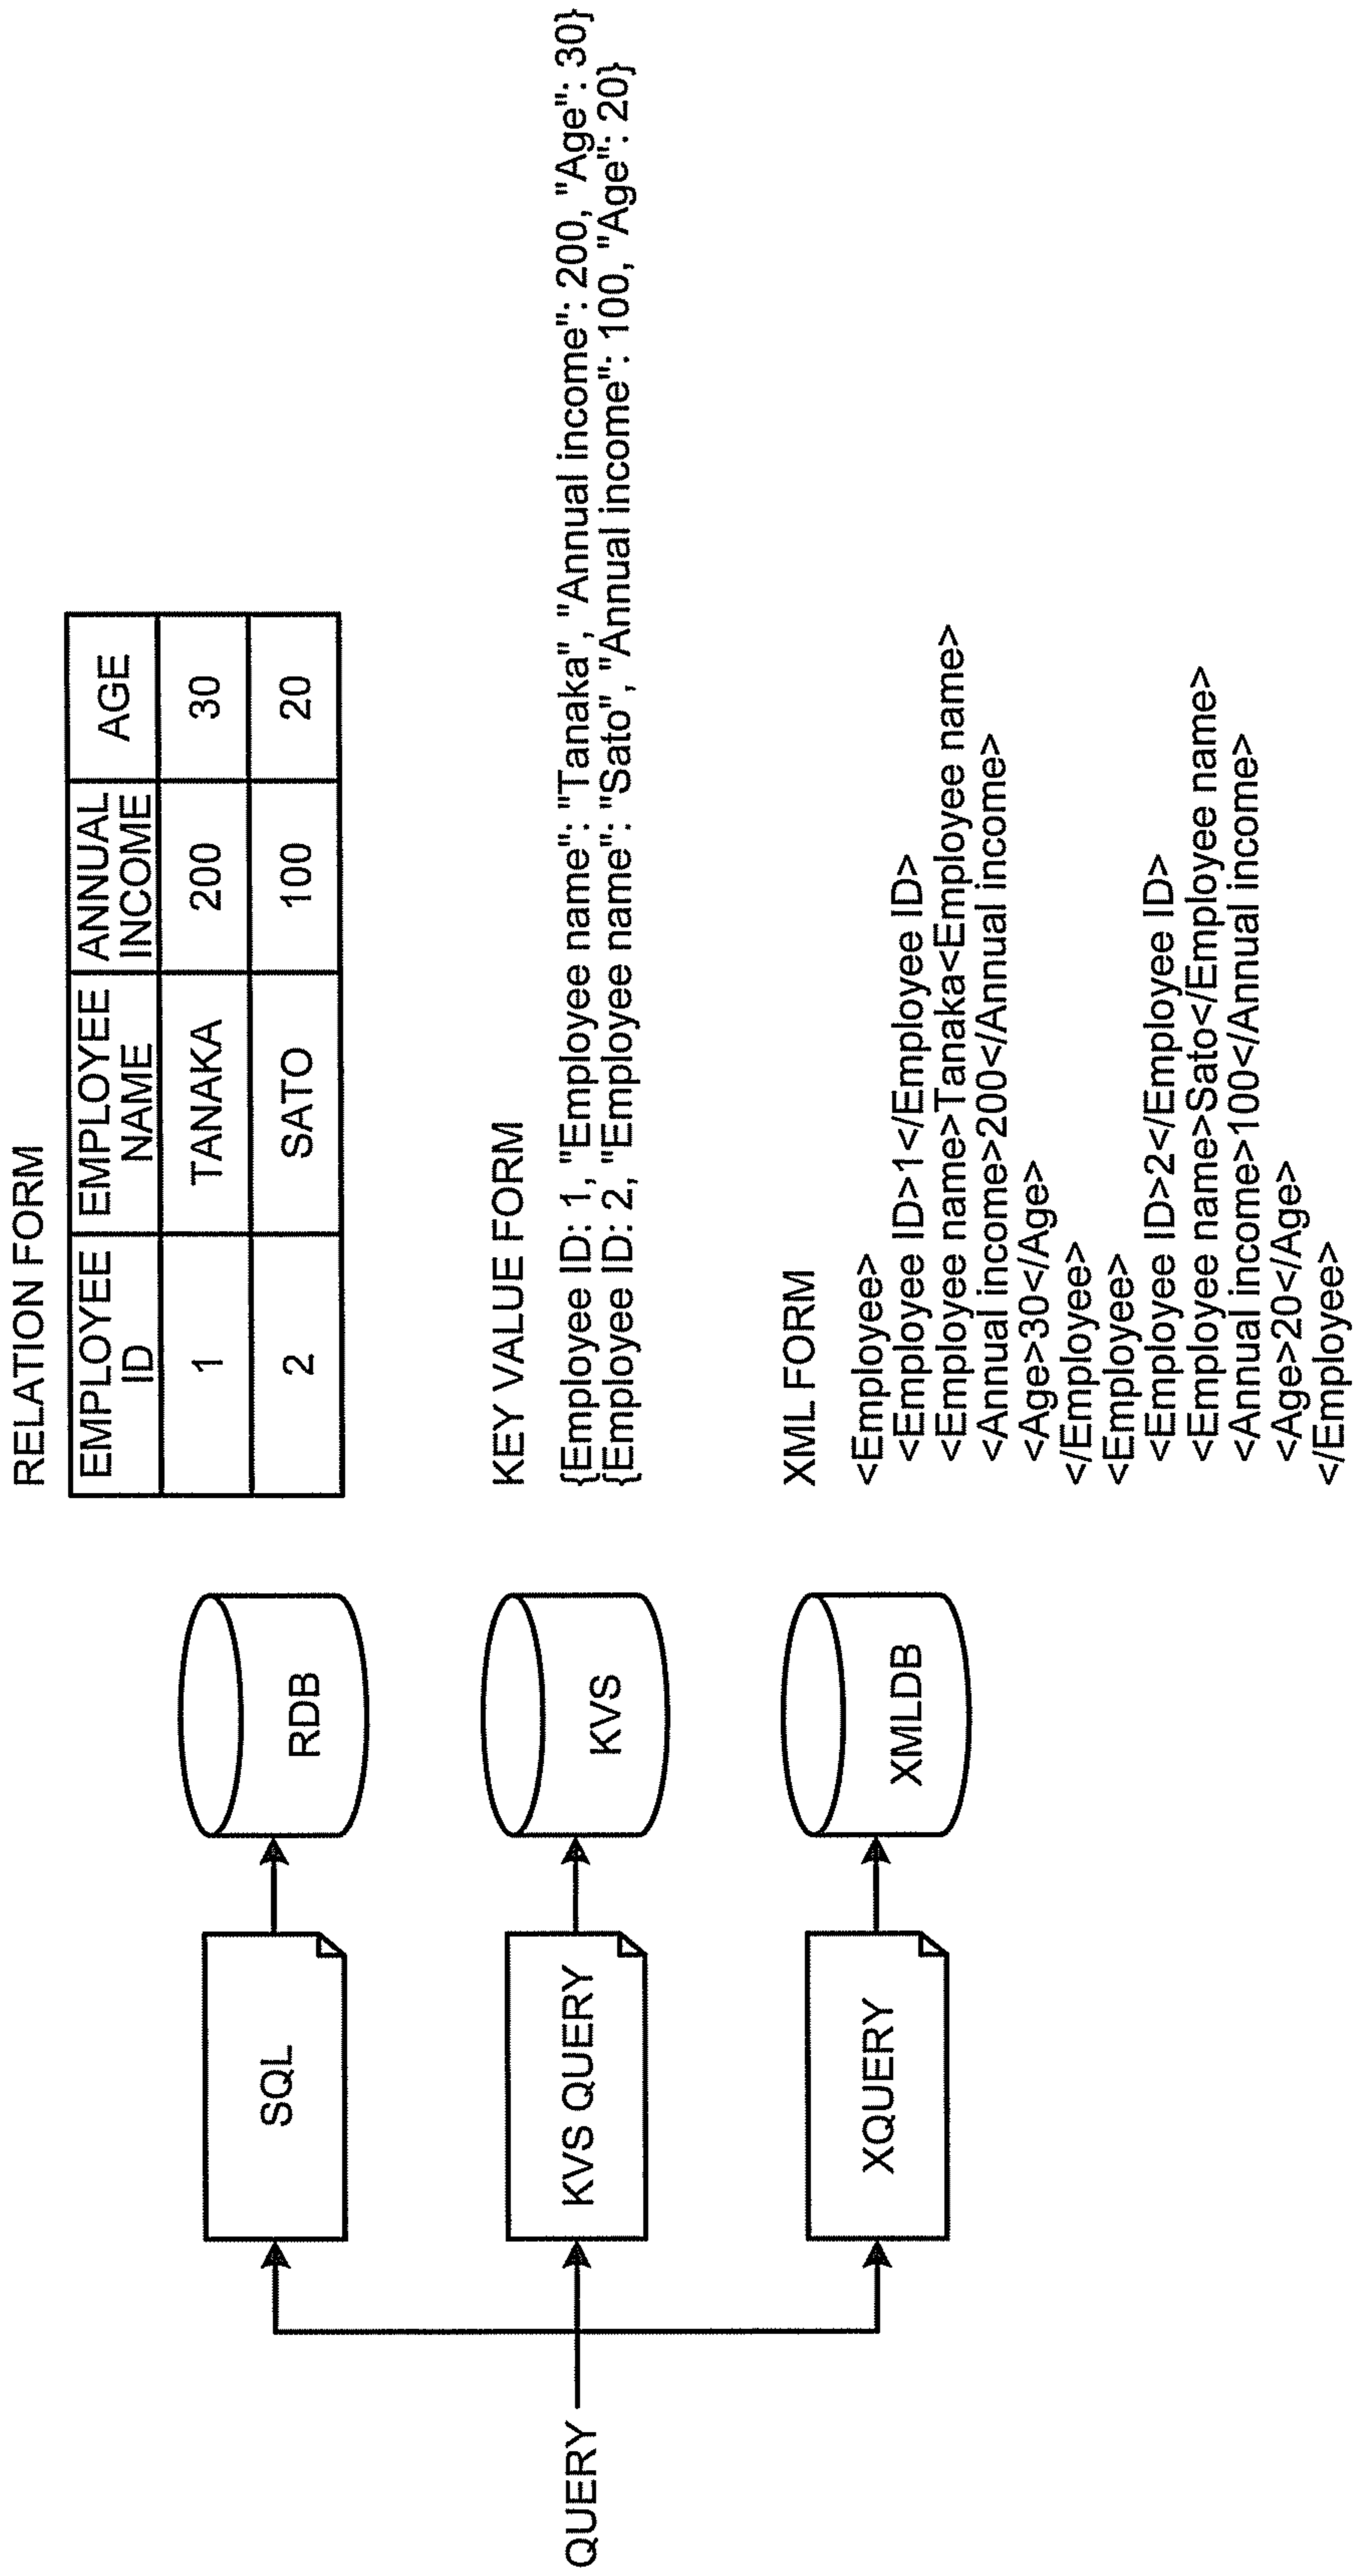 QUERY
SQL
RDB
KVS QUERY
KVS
XQUERY
XMLDB
RELATION FORM
EMPLOYEE ID
EMPLOYEE NAME
ANNUAL INCOME
AGE
1
TANAKA
200
30
2
SATO
100
20
KEY VALUE FORM
{Employee ID: 1, "Employee name": "Tanaka", "Annual income": 200, "Age": 30}
{Employee ID: 2, "Employee name": "Sato", "Annual income": 100, "Age": 20}
XML FORM
<Employee>
<Employee ID>1</Employee ID>
<Employee name>Tanaka<Employee name>
<Annual income>200</Annual income>
<Age>30</Age>
</Employee>
<Employee>
<Employee ID>2</Employee ID>
<Employee name>Sato</Employee name>
<Annual income>100</Annual income>
<Age>20</Age>
</Employee>